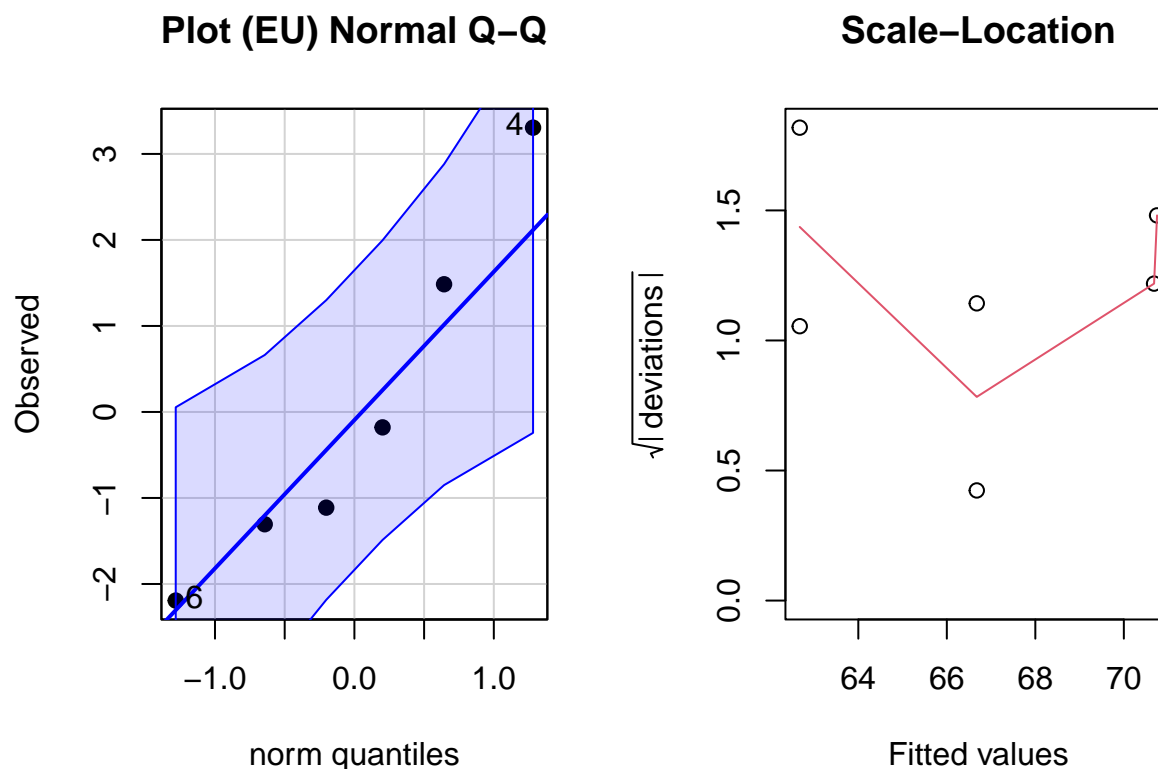 Plot (EU) Normal Q−Q
Observed
3
2
1
0
−1
−2
4
6
−1.0 0.0 1.0
norm quantiles
Scale−Location
√| deviations |
1.5
1.0
0.5
0.0
64 66 68 70
Fitted values